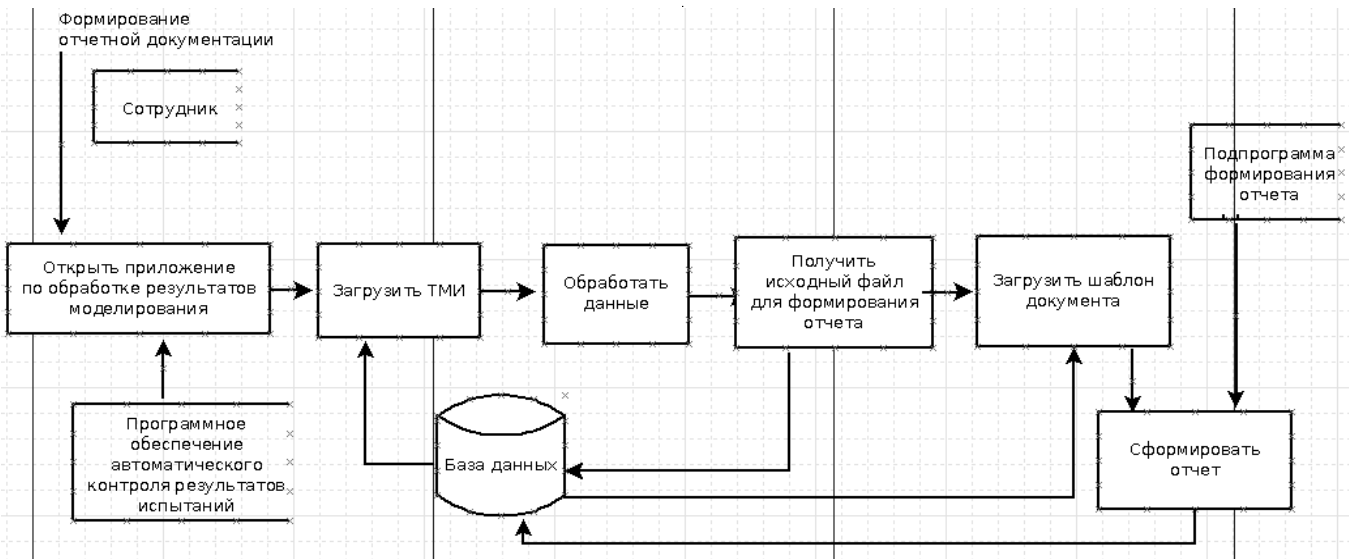 Формирование
отчетной документации
Сотрудник
Подпрограмма
формирования
отчета
Открыть приложение
по обработке результатов
моделирования
Загрузить ТМИ
Обработать
данные
Получить
исходный файл
для формирования
отчета
Загрузить шаблон
документа
Программное
обеспечение
автоматического
контроля результатов
испытаний
База данных
Сформировать
отчет